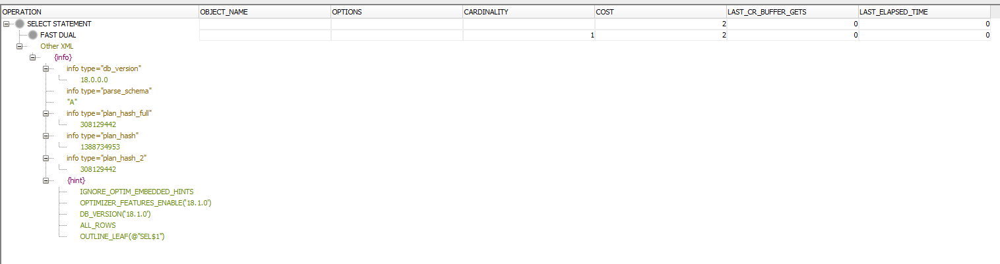 OPERATION OBJECT_NAME OPTIONS CARDINALITY COST LAST_CR_BUFFER_GETS LAST_ELAPSED_TIME
SELECT STATEMENT 2 0 0
FAST DUAL 1 2 0 0
Other XML
{info}
info type="db_version"
18.0.0.0
info type="parse_schema"
"A"
info type="plan_hash_full"
308129442
info type="plan_hash"
1388734953
info type="plan_hash_2"
308129442
{hint}
IGNORE_OPTIM_EMBEDDED_HINTS
OPTIMIZER_FEATURES_ENABLE('18.1.0')
DB_VERSION('18.1.0')
ALL_ROWS
OUTLINE_LEAF(@"SEL$1")